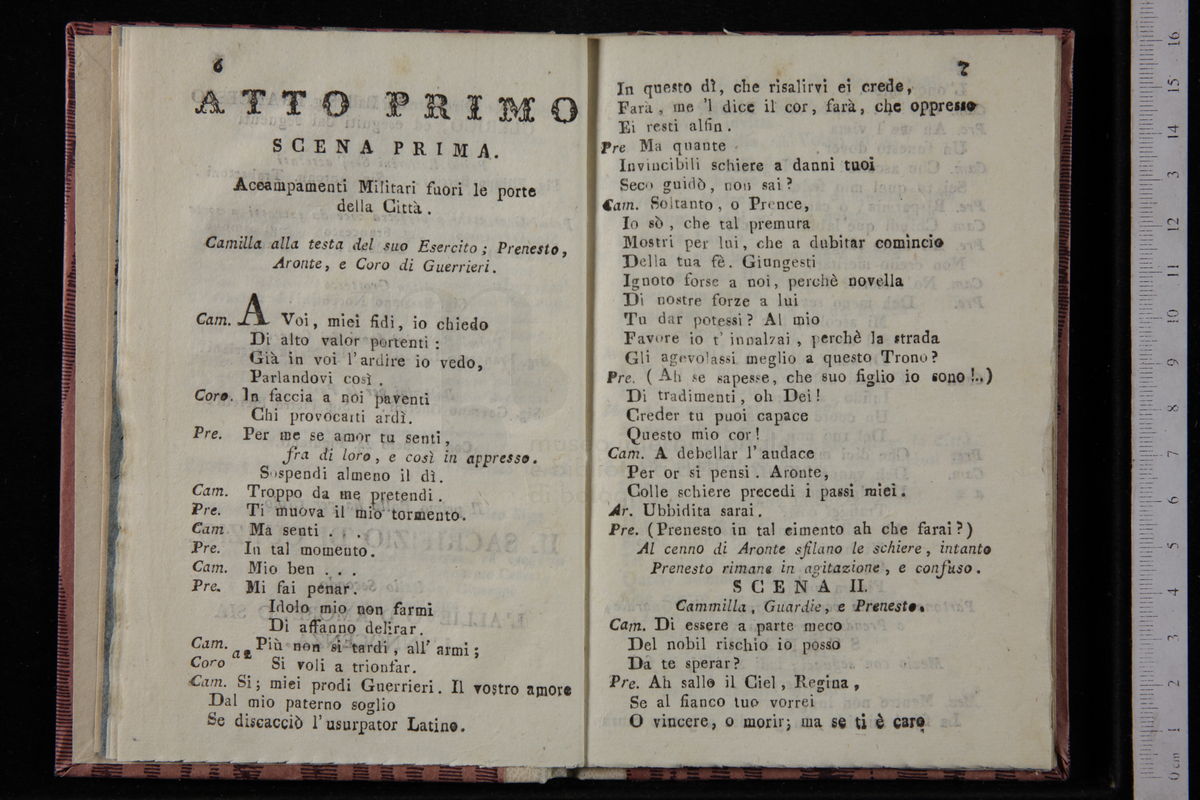 6
ATTO PRIMO
SCENA PRIMA.
Accampamenti Militari fuori le porte
della Città.
Camilla alla testa del suo Esercito; Prenesto,
Aronte, e Coro di Guerrieri.
Cam. A Voi, miei fidi, io chiedo
Di alto valor portenti:
Già in voi l'ardire io vedo,
Parlandovi così.
Coro. In faccia a noi paventi
Chi provocarti ardì.
Pre. Per me se amor tu senti,
fra di loro, e così in appresso.
Sospendi almeno il dì.
Cam. Troppo da me pretendi.
Pre. Ti muova il mio tormento.
Cam Ma senti . . .
Pre. In tal momento.
Cam. Mio ben . . .
Pre. Mi fai penar.
Idolo mio non farmi
Di affanno delirar.
Cam. a 2 Più non si tardi, all' armi;
Coro Si voli a trionfar.
Cam. Si; miei prodi Guerrieri. Il vostro amore
Dal mio paterno soglio
Se discacciò l'usurpator Latino.
7
In questo dì, che risalirvi ei crede,
Farà, me 'l dice il cor, farà, che oppresso
Ei resti alfin.
Pre Ma quante
Invincibili schiere a danni tuoi
Seco guidò, non sai?
Cam. Soltanto, o Prence,
Io sò, che tal premura
Mostri per lui, che a dubitar comincio
Della tua fè. Giungesti
Ignoto forse a noi, perchè novella
Di nostre forze a lui
Tu dar potessi? Al mio
Favore io t' innalzai, perchè la strada
Gli agevolassi meglio a questo Trono?
Pre. (Ah se sapesse, che suo figlio io sono!..)
Di tradimenti, oh Dei!
Creder tu puoi capace
Questo mio cor!
Cam. A debellar l' audace
Per or si pensi. Aronte,
Colle schiere precedi i passi miei.
Ar. Ubbidita sarai.
Pre. (Prenesto in tal cimento ah che farai?)
Al cenno di Aronte sfilano le schiere, intanto
Prenesto rimane in agitazione, e confuso.
SCENA II.
Cammilla, Guardie, e Prenesto.
Cam. Di essere a parte meco
Del nobil rischio io posso
Da te sperar?
Pre. Ah sallo il Ciel, Regina,
Se al fianco tuo vorrei
O vincere, o morir; ma se ti è caro